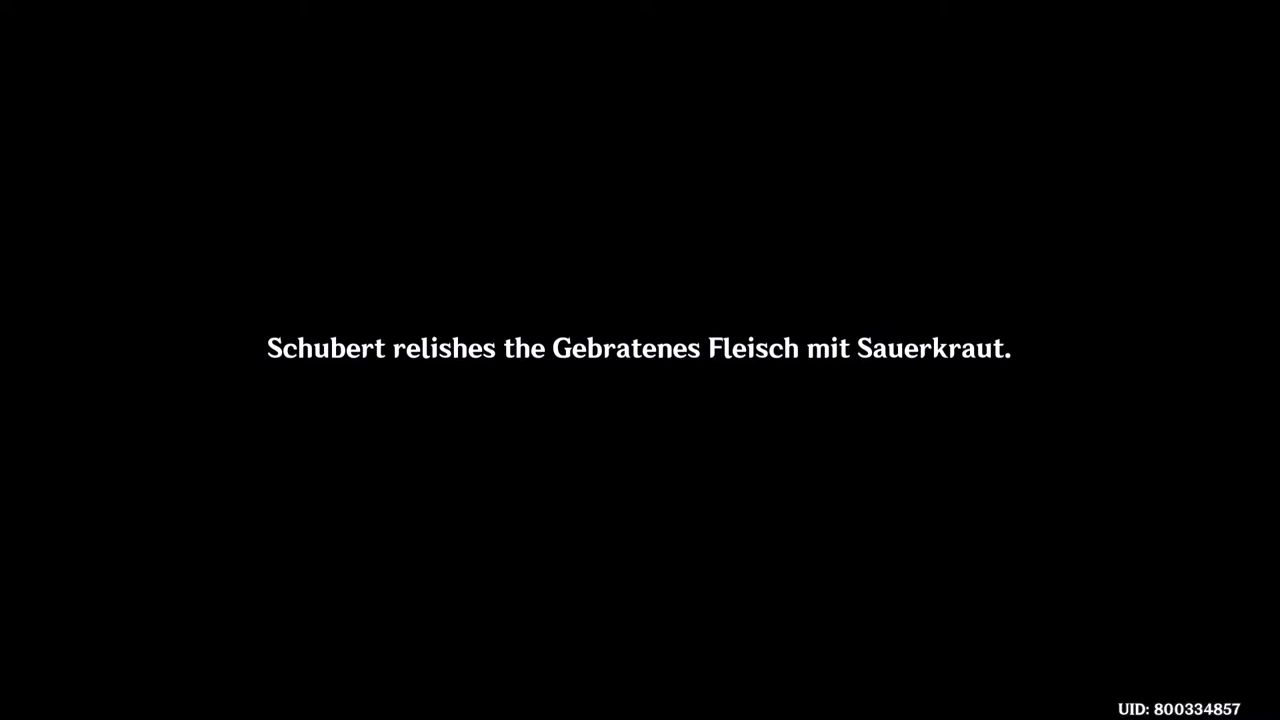 Schubert relishes the Gebratenes Fleisch mit Sauerkraut.
UID: 800334857